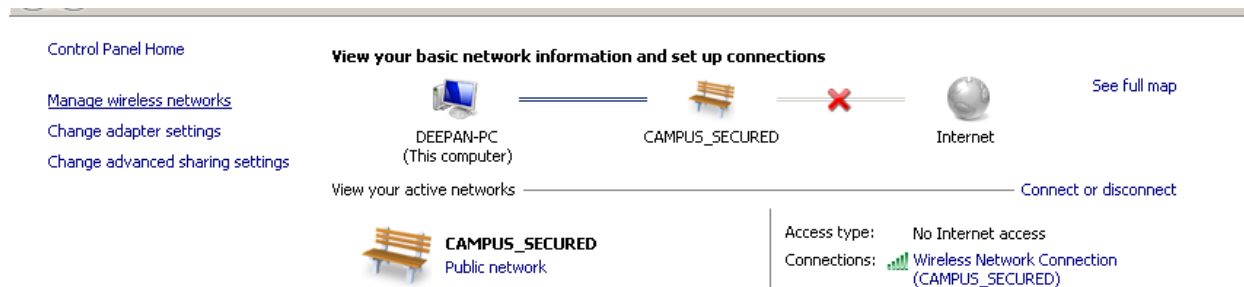 Control Panel Home
View your basic network information and set up connections
Manage wireless networks
See full map
Change adapter settings
DEEPAN-PC
(This computer)
CAMPUS_SECURED
Internet
Change advanced sharing settings
View your active networks
Connect or disconnect
CAMPUS_SECURED
Public network
Access type: No Internet access
Connections: Wireless Network Connection
(CAMPUS_SECURED)